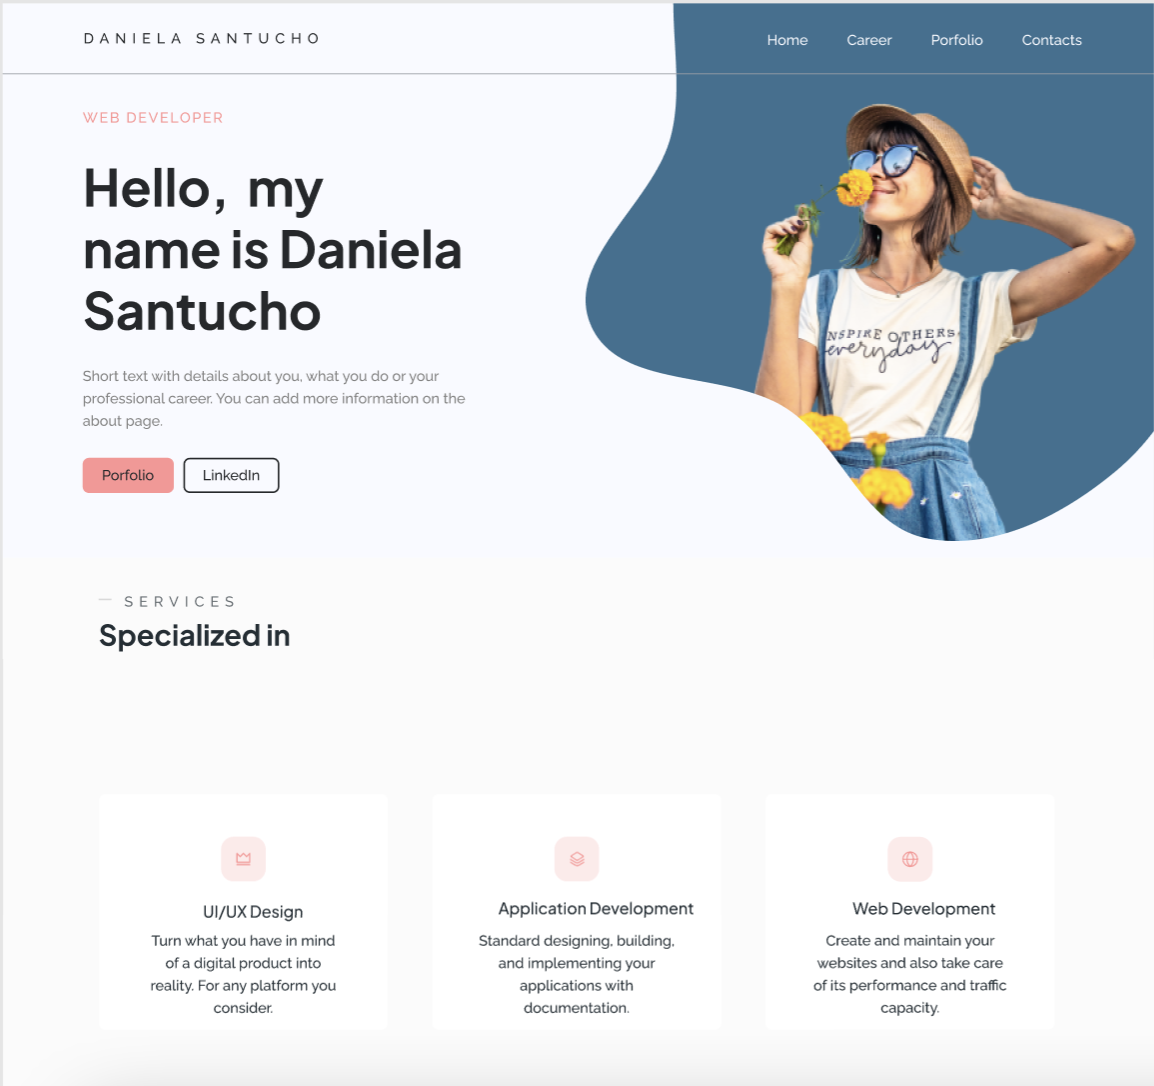 DANIELA SANTUCHO
Home Career Porfolio Contacts
WEB DEVELOPER
Hello, my
name is Daniela
Santucho
Short text with details about you, what you do or your
professional career. You can add more information on the
about page.
Porfolio LinkedIn
NSPIRE OTHERS
everyday
SERVICES
Specialized in
UI/UX Design
Turn what you have in mind
of a digital product into
reality. For any platform you
consider.
Application Development
Standard designing, building,
and implementing your
applications with
documentation.
Web Development
Create and maintain your
websites and also take care
of its performance and traffic
capacity.